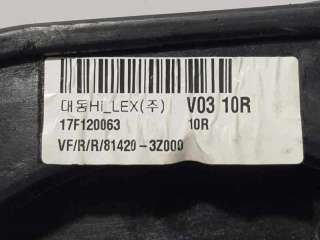 대동Hi_LEX(주) V03 10R
17F120063 10R
VF/R/R/81420-3Z000